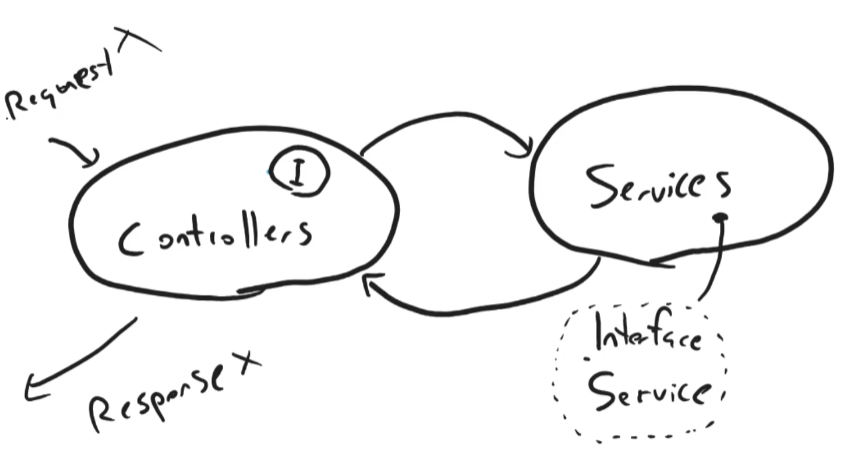 Request X
I
Controllers
Services
Interface
Service
Response X